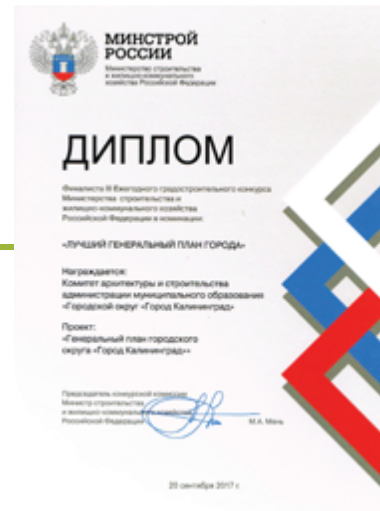 МИНСТРОЙ
РОССИИ
Министерство строительства
и жилищно-коммунального
хозяйства Российской Федерации
ДИПЛОМ
Финалиста III Ежегодного градостроительного конкурса
Министерства строительства и
жилищно-коммунального хозяйства
Российской Федерации в номинации:
«ЛУЧШИЙ ГЕНЕРАЛЬНЫЙ ПЛАН ГОРОДА»
Награждается:
Комитет архитектуры и строительства
администрации муниципального образования
«Городской округ «Город Калининград»
Проект:
«Генеральный план городского
округа «Город Калининград»»
Председатель конкурсной комиссии:
Министр строительства
и жилищно-коммунального хозяйства
Российской Федерации
М.А. Мень
20 сентября 2017 г.